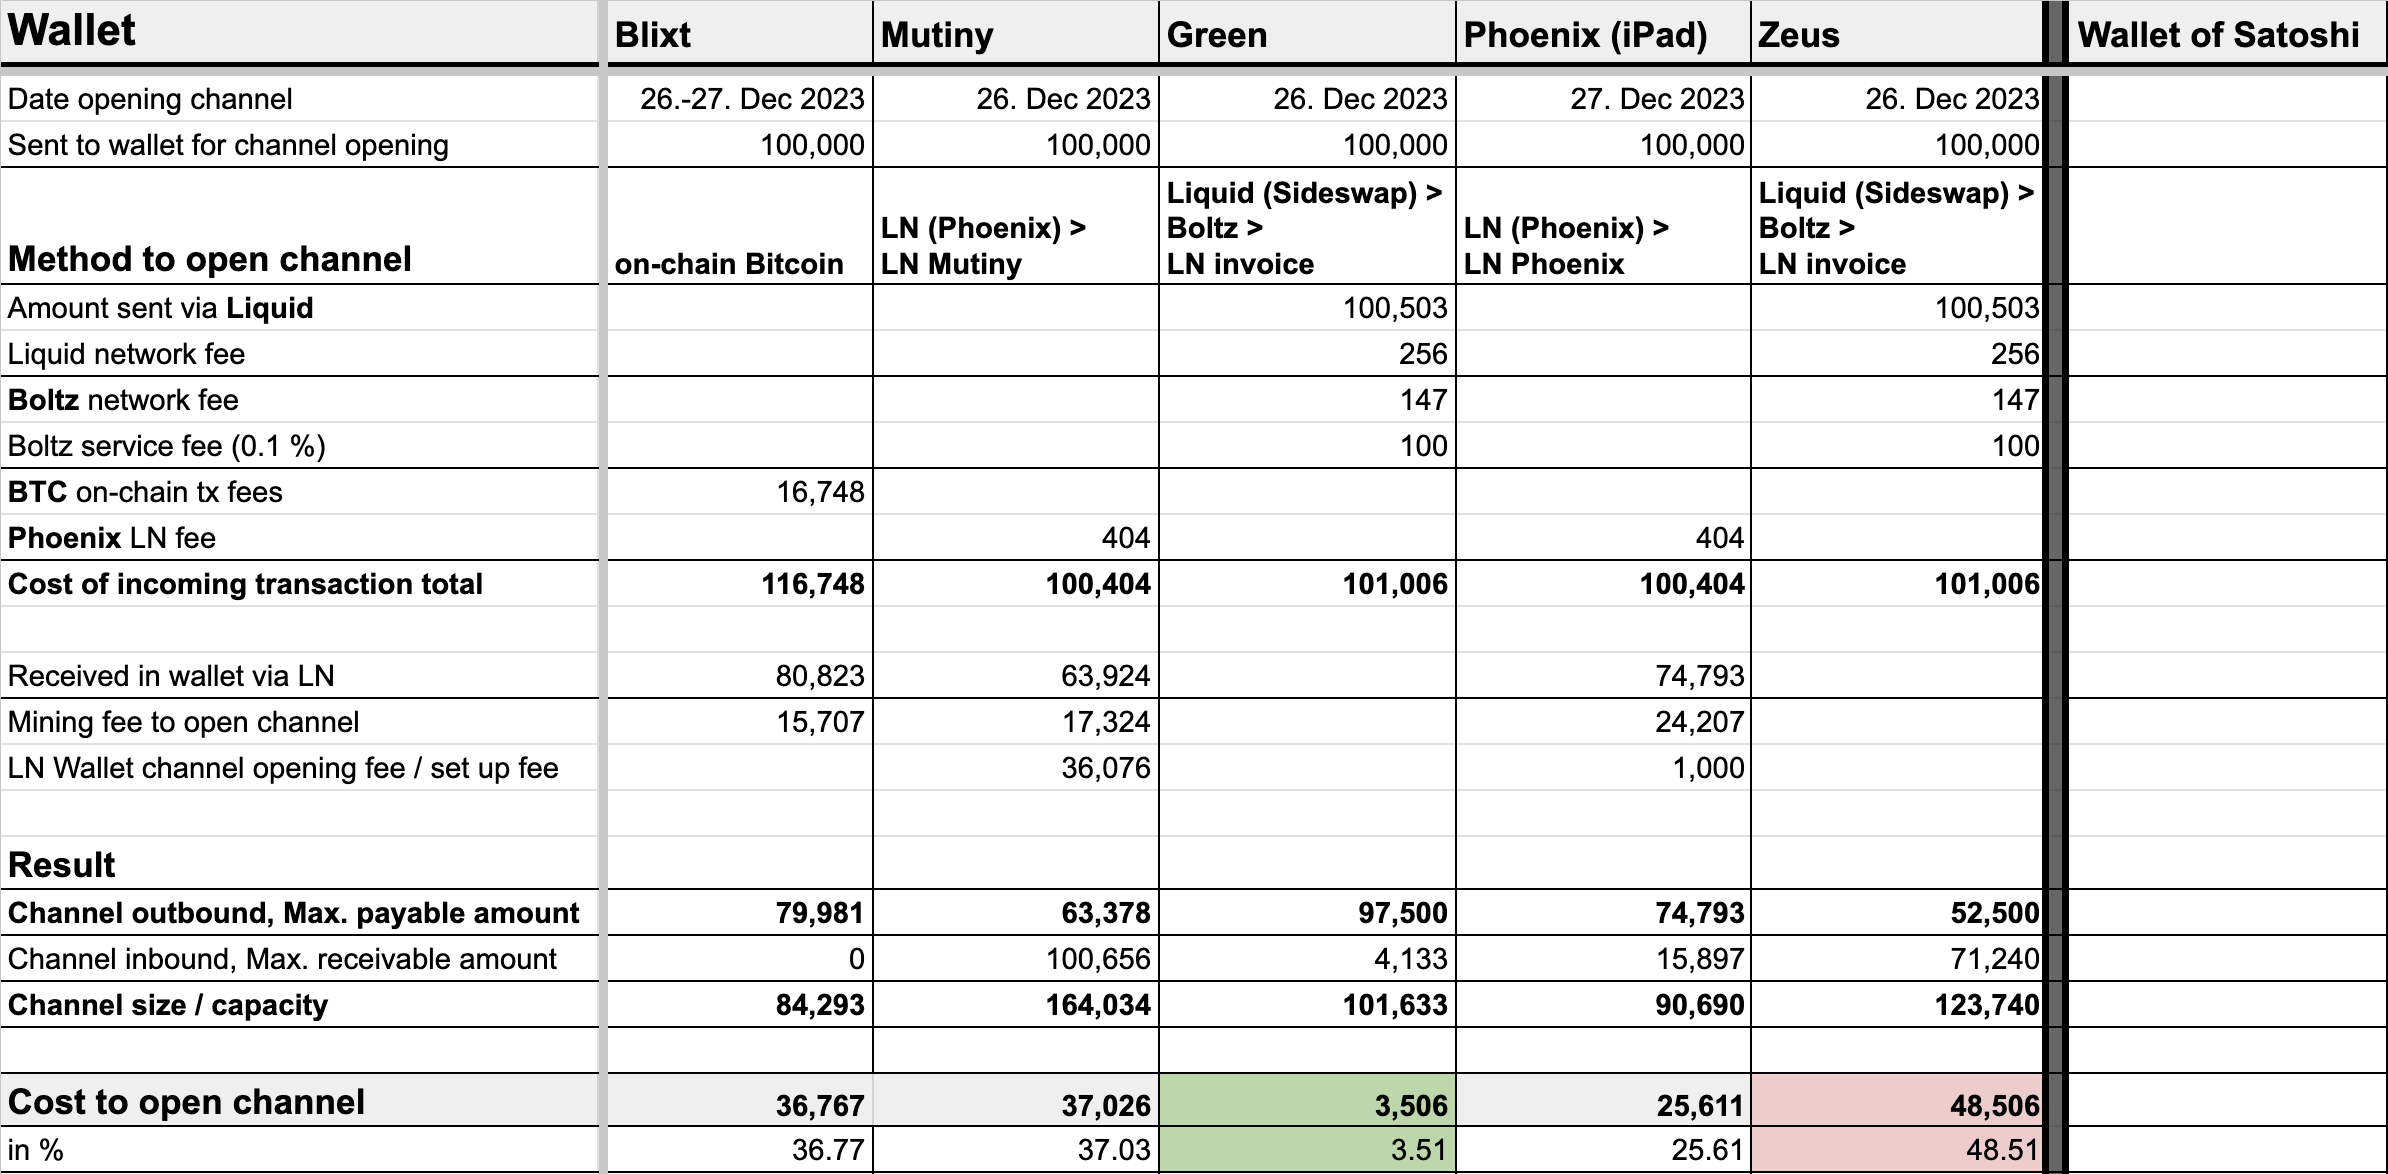 Wallet Blixt Mutiny Green Phoenix (iPad) Zeus Wallet of Satoshi
Date opening channel 26.-27. Dec 2023 26. Dec 2023 26. Dec 2023 27. Dec 2023 26. Dec 2023
Sent to wallet for channel opening 100,000 100,000 100,000 100,000 100,000
Method to open channel on-chain Bitcoin
LN (Phoenix) >
LN Mutiny
Liquid (Sideswap) >
Boltz >
LN invoice
LN (Phoenix) >
LN Phoenix
Liquid (Sideswap) >
Boltz >
LN invoice
Amount sent via Liquid 100,503 100,503
Liquid network fee 256 256
Boltz network fee 147 147
Boltz service fee (0.1 %) 100 100
BTC on-chain tx fees 16,748
Phoenix LN fee 404 404
Cost of incoming transaction total 116,748 100,404 101,006 100,404 101,006
Received in wallet via LN 80,823 63,924 74,793
Mining fee to open channel 15,707 17,324 24,207
LN Wallet channel opening fee / set up fee 36,076 1,000
Result
Channel outbound, Max. payable amount 79,981 63,378 97,500 74,793 52,500
Channel inbound, Max. receivable amount 0 100,656 4,133 15,897 71,240
Channel size / capacity 84,293 164,034 101,633 90,690 123,740
Cost to open channel 36,767 37,026 3,506 25,611 48,506
in % 36.77 37.03 3.51 25.61 48.51